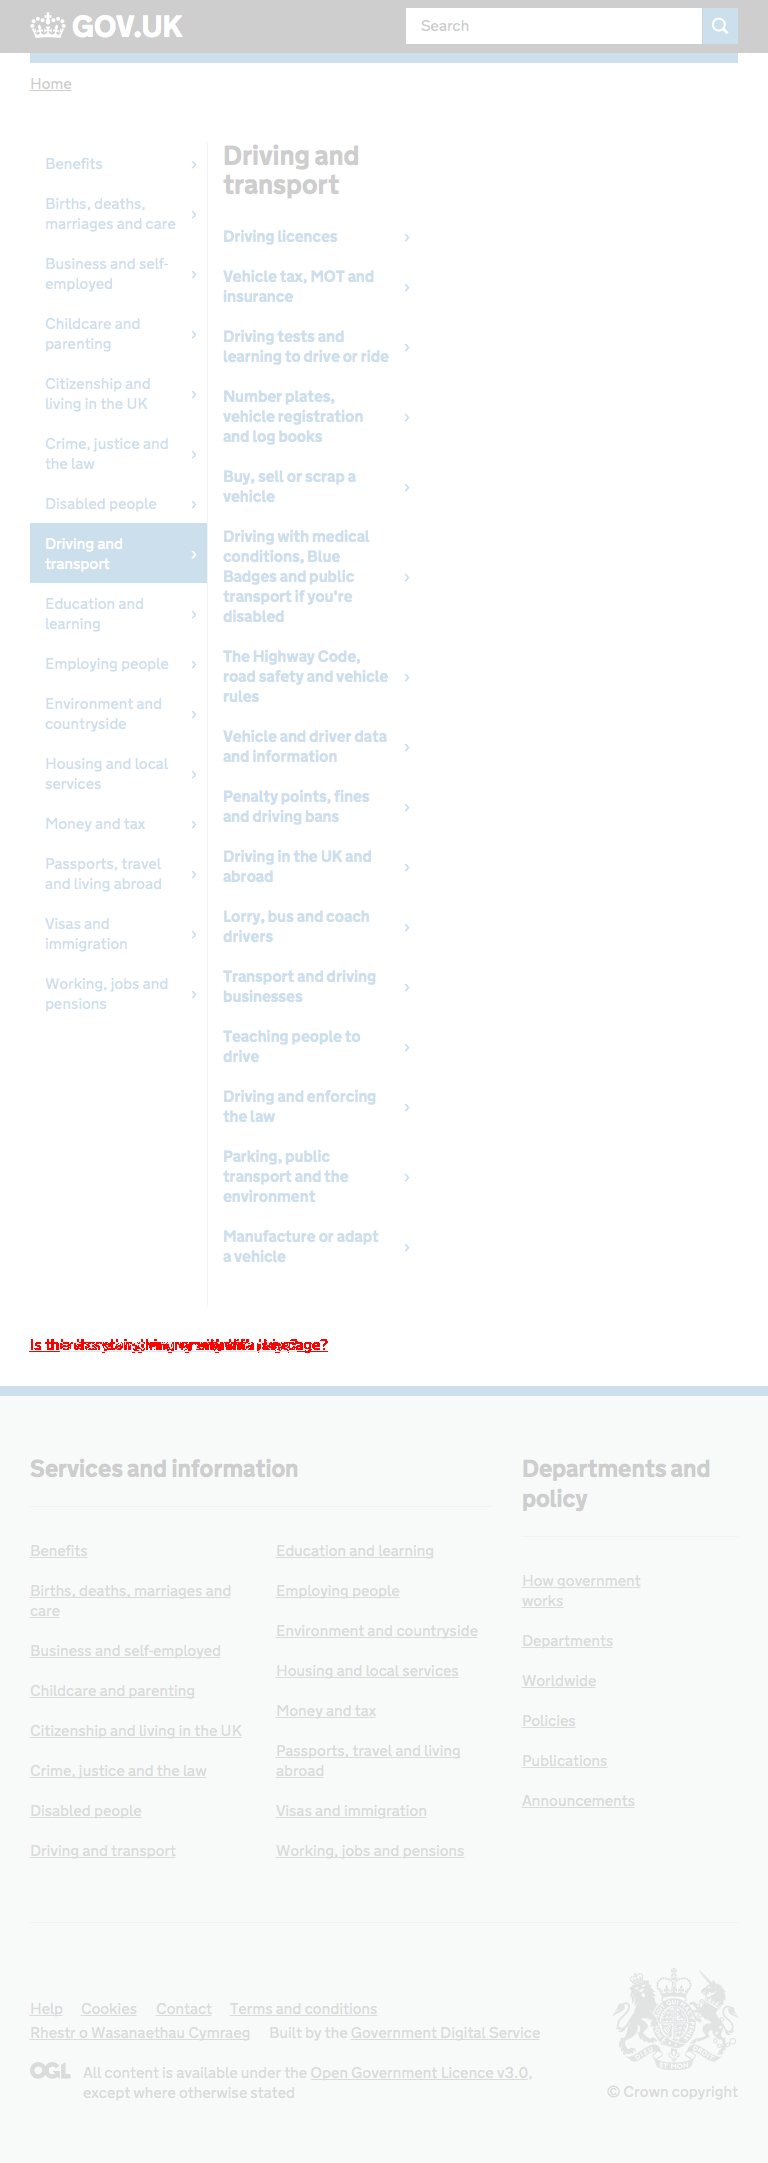 GOV.UK
Search
Home
Driving and
transport
Benefits
Births, deaths,
marriages and care
Business and self-
employed
Childcare and
parenting
Citizenship and
living in the UK
Crime, justice and
the law
Disabled people
Driving and
transport
Education and
learning
Employing people
Environment and
countryside
Housing and local
services
Money and tax
Passports, travel
and living abroad
Visas and
immigration
Working, jobs and
pensions
Driving licences
Vehicle tax, MOT and
insurance
Driving tests and
learning to drive or ride
Number plates,
vehicle registration
and log books
Buy, sell or scrap a
vehicle
Driving with medical
conditions, Blue
Badges and public
transport if you're
disabled
The Highway Code,
road safety and vehicle
rules
Vehicle and driver data
and information
Penalty points, fines
and driving bans
Driving in the UK and
abroad
Lorry, bus and coach
drivers
Transport and driving
businesses
Teaching people to
drive
Driving and enforcing
the law
Parking, public
transport and the
environment
Manufacture or adapt
a vehicle
Services and information
Benefits
Births, deaths, marriages and
care
Business and self-employed
Childcare and parenting
Citizenship and living in the UK
Crime, justice and the law
Disabled people
Driving and transport
Education and learning
Employing people
Environment and countryside
Housing and local services
Money and tax
Passports, travel and living
abroad
Visas and immigration
Working, jobs and pensions
Departments and
policy
How government
works
Departments
Worldwide
Policies
Publications
Announcements
Help Cookies Contact Terms and conditions
Rhestr o Wasanaethau Cymraeg Built by the Government Digital Service
OGL All content is available under the Open Government Licence v3.0,
except where otherwise stated
© Crown copyright